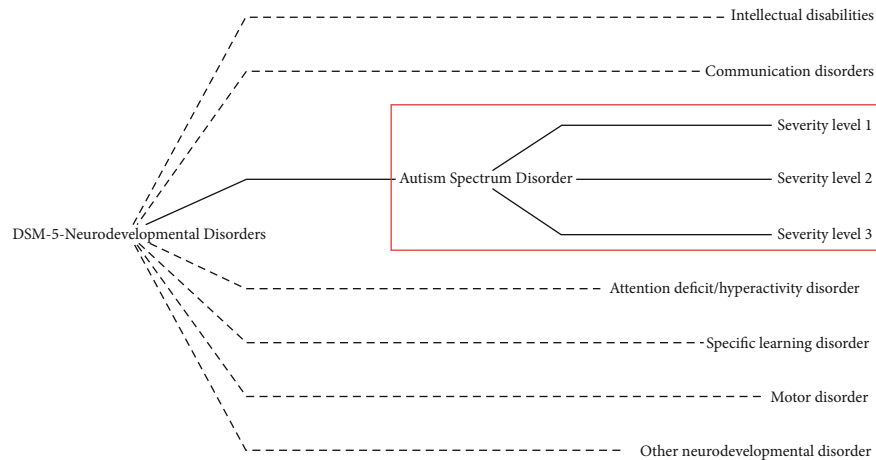 Intellectual disabilities
Communication disorders
Severity level 1
Autism Spectrum Disorder
Severity level 2
Severity level 3
DSM-5-Neurodevelopmental Disorders
Attention deficit/hyperactivity disorder
Specific learning disorder
Motor disorder
Other neurodevelopmental disorder